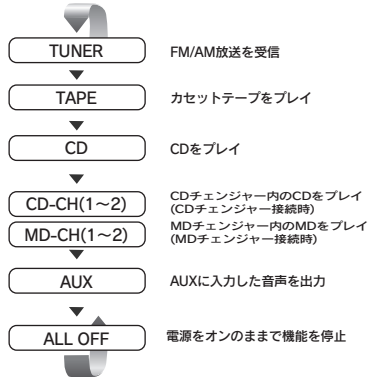 TUNER FM/AM放送を受信
TAPE カセットテープをプレイ
CD CDをプレイ
CD-CH(1～2) CDチェンジャー内のCDをプレイ
(CDチェンジャー接続時)
MD-CH(1～2) MDチェンジャー内のMDをプレイ
(MDチェンジャー接続時)
AUX AUXに入力した音声を出力
ALL OFF 電源をオンのままで機能を停止